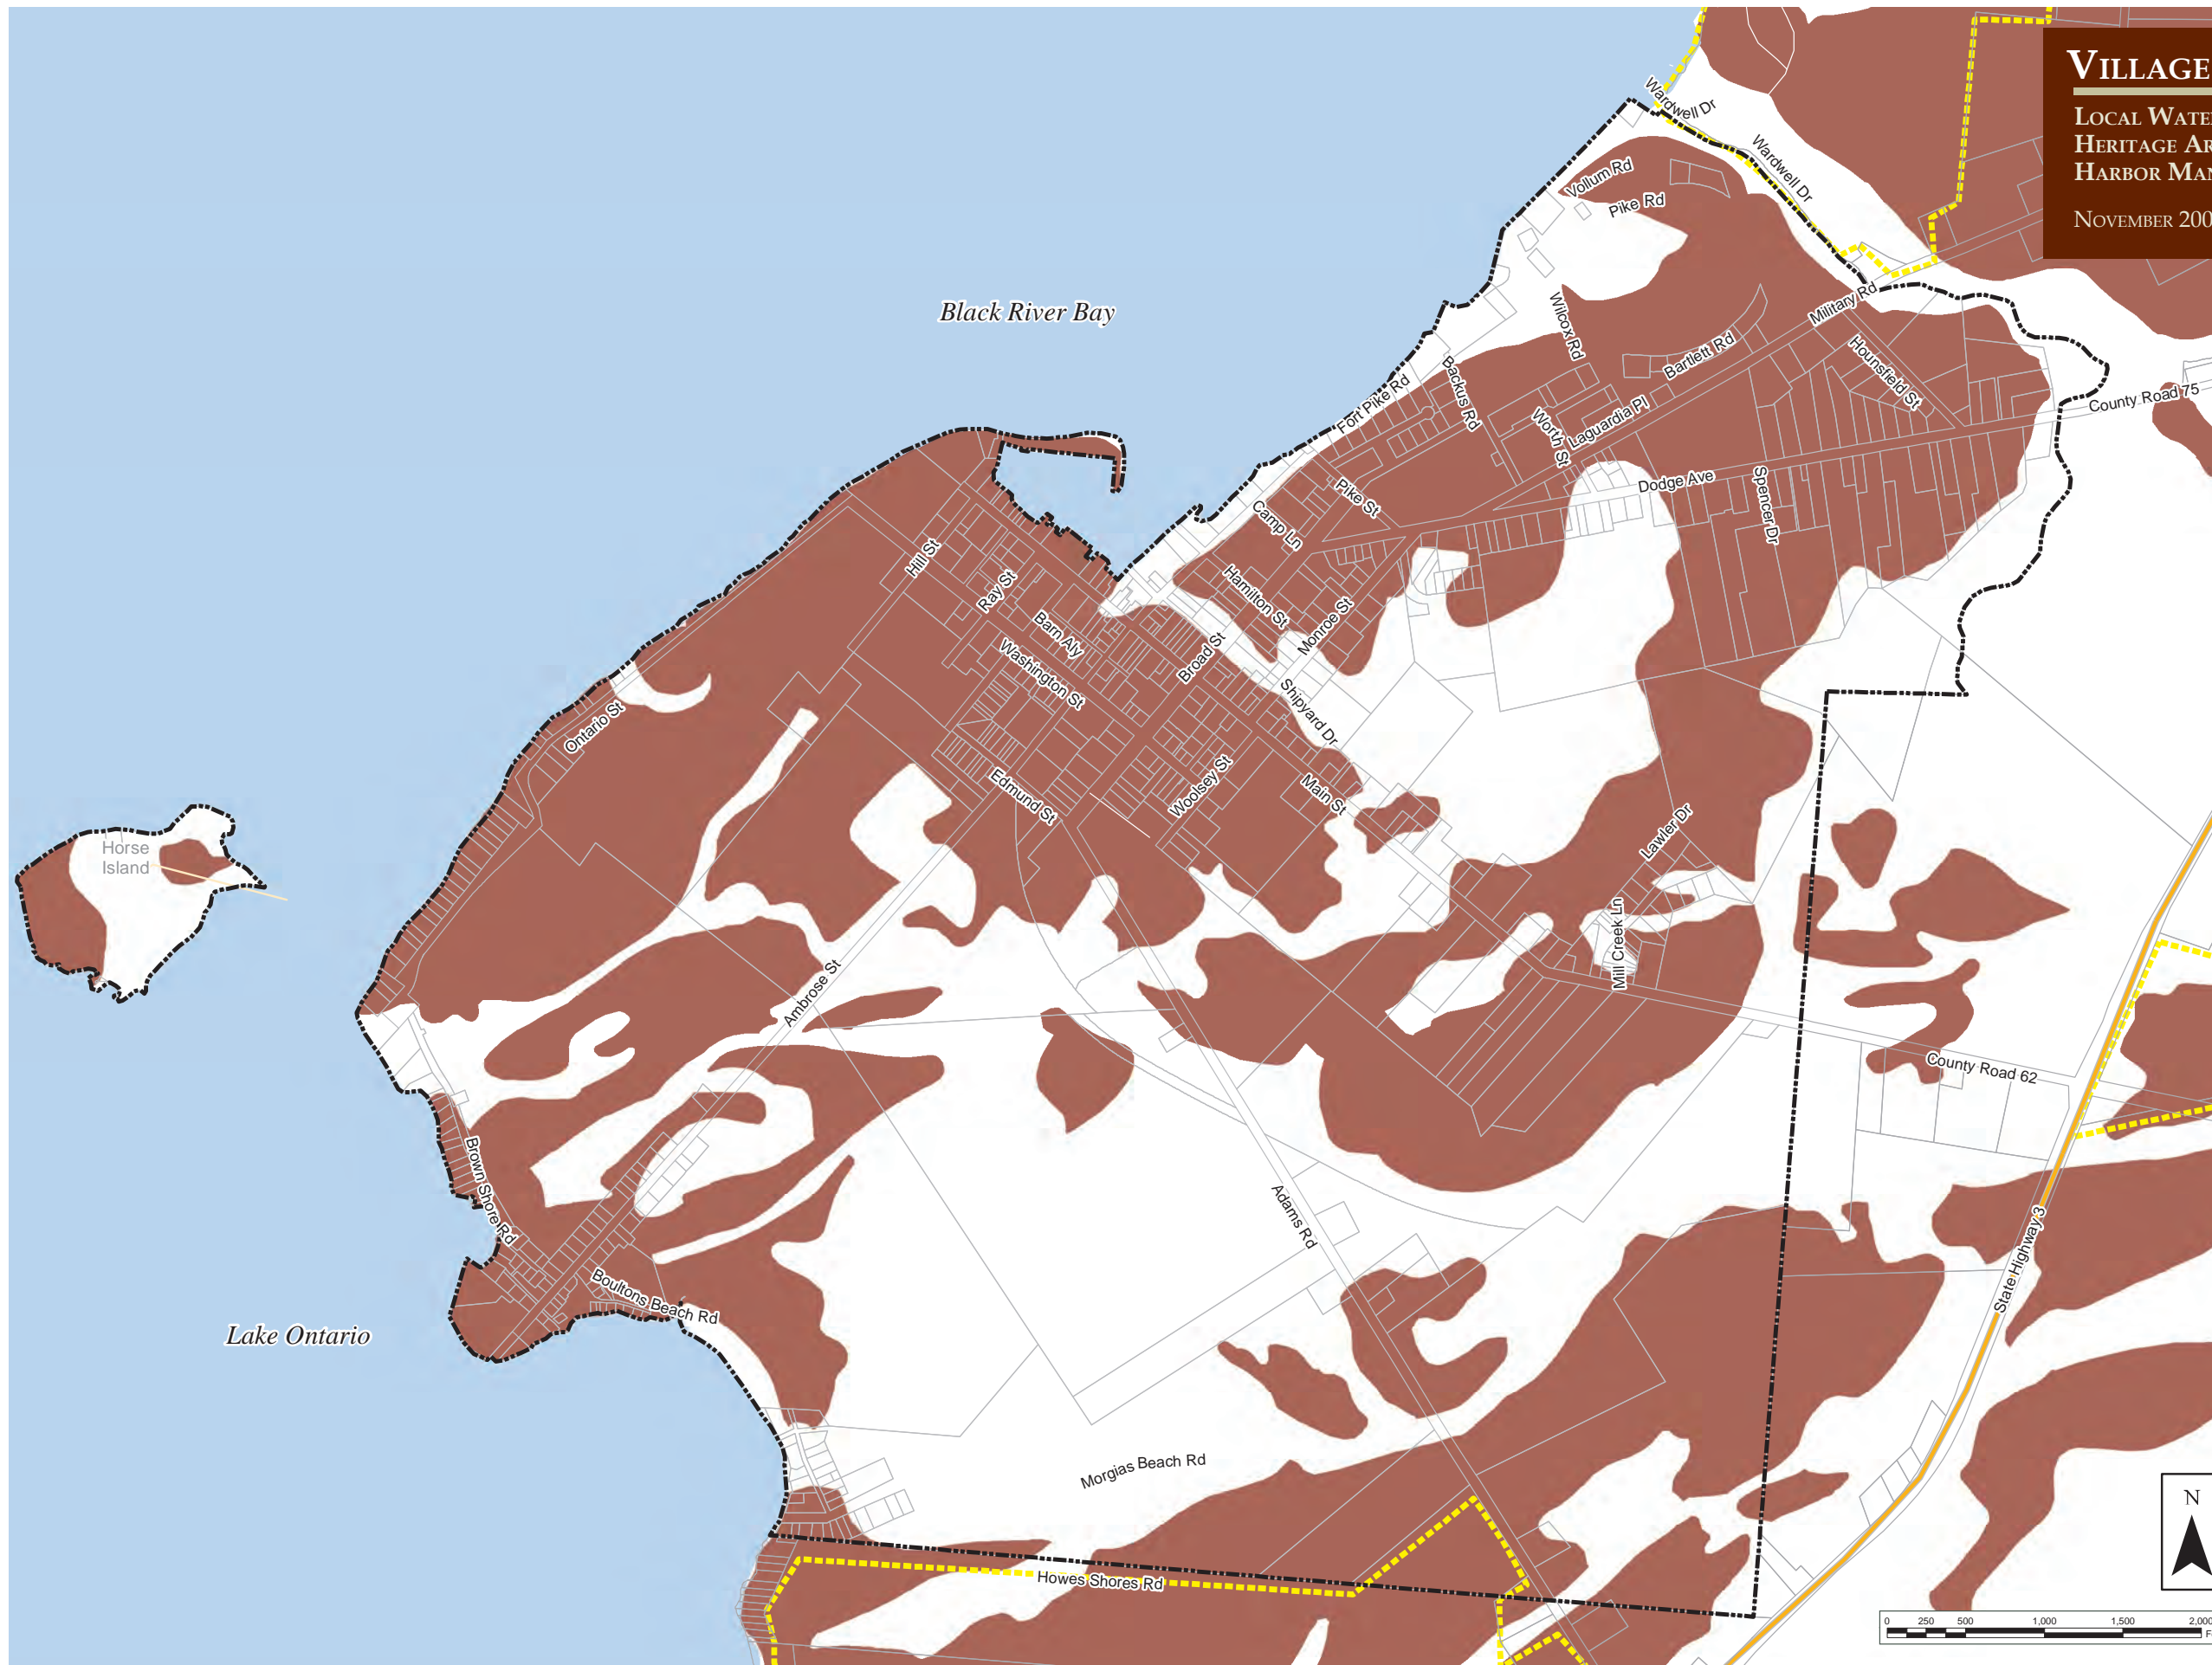 VILLAGE
LOCAL WATE
HERITAGE AR
HARBOR MAN
NOVEMBER 200
Wardwell Dr
Wardwell Dr
Vollum Rd
Pike Rd
Black River Bay
Military Rd
Wilcox Rd
Bartlett Rd
Hounsfield St
Backus Rd
Fort Pike Rd
County Road 75
Worth St
Laguardia Pl
Pike St
Dodge Ave
Spencer Dr
Camp Ln
Hill St
Ray St
Hamilton St
Monroe St
Barn Aly
Broad St
Washington St
Shipyard Dr
Ontario St
Edmund St
Woolsey St
Main St
Lawler Dr
Horse
Island
Mill Creek Ln
Ambrose St
County Road 62
Brown Shore Rd
Adams Rd
State Highway 3
Boultons Beach Rd
Lake Ontario
Morgias Beach Rd
N
Howes Shores Rd
0 250 500 1,000 1,500 2,000
F